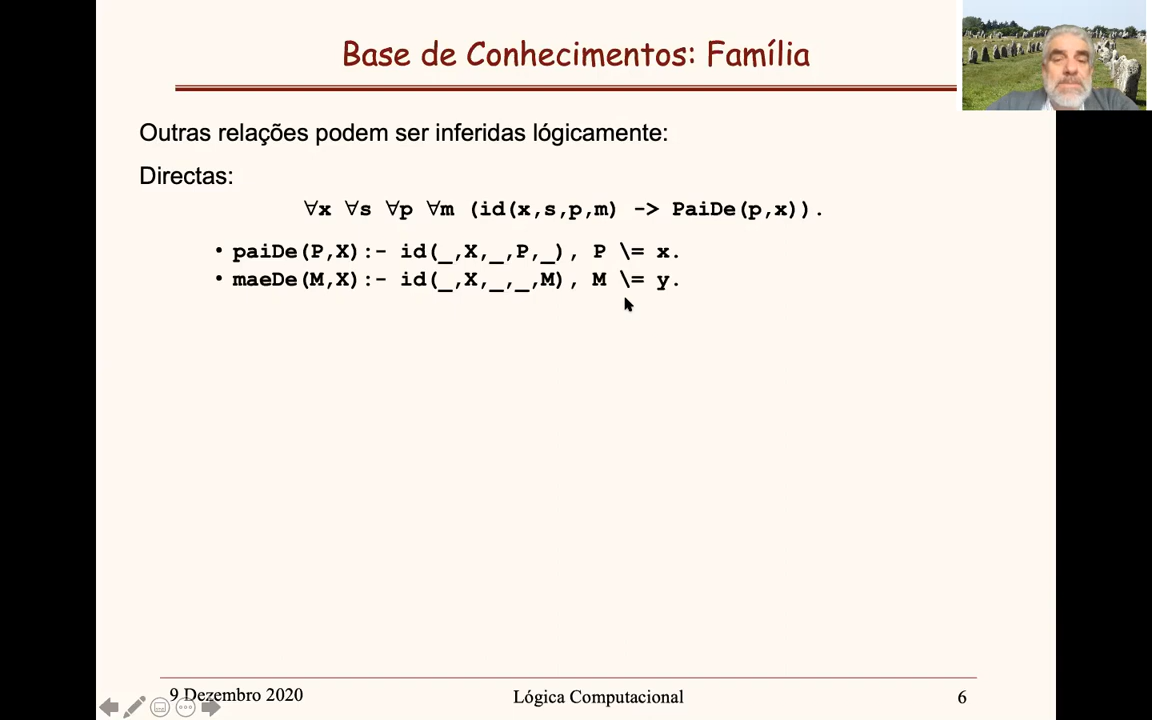 Base de Conhecimentos: Família
Outras relações podem ser inferidas lógicamente:
Directas:
∀x ∀s ∀p ∀m (id(x,s,p,m) -> PaiDe(p,x)).
• paiDe(P,X):- id(_,X,_,P,_), P \= x.
• maeDe(M,X):- id(_,X,_,_,M), M \= y.
9 Dezembro 2020
Lógica Computacional
6